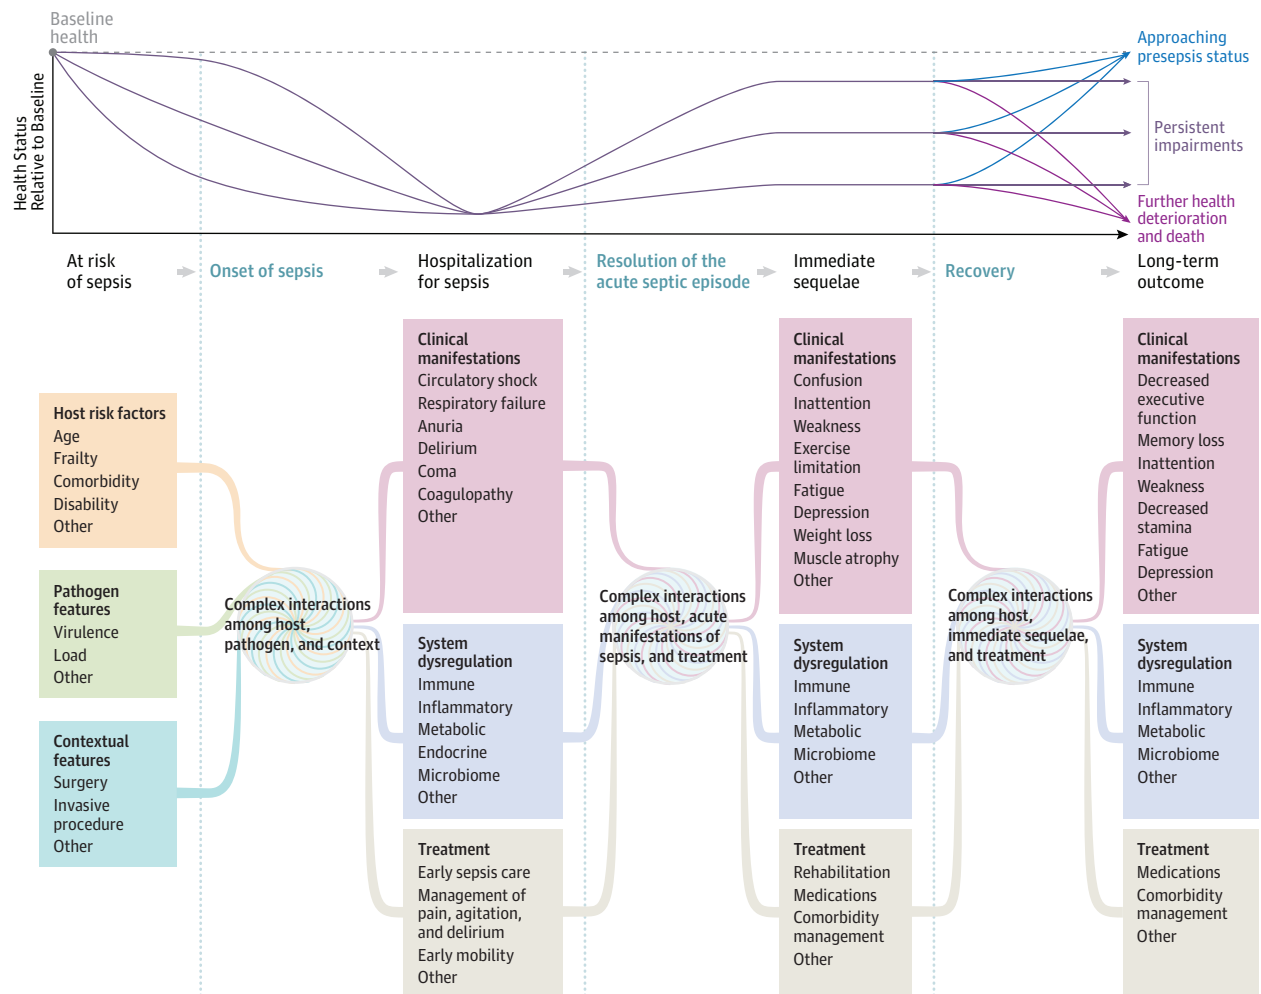 Baseline
health
Health Status
Relative to Baseline
Approaching
presepsis status
Persistent
impairments
Further health
deterioration
and death
At risk
of sepsis
Onset of sepsis
Hospitalization
for sepsis
Resolution of the
acute septic episode
Immediate
sequelae
Recovery
Long-term
outcome
Host risk factors
Age
Frailty
Comorbidity
Disability
Other
Pathogen
features
Virulence
Load
Other
Contextual
features
Surgery
Invasive
procedure
Other
Complex interactions
among host,
pathogen, and context
Clinical
manifestations
Circulatory shock
Respiratory failure
Anuria
Delirium
Coma
Coagulopathy
Other
System
dysregulation
Immune
Inflammatory
Metabolic
Endocrine
Microbiome
Other
Treatment
Early sepsis care
Management of
pain, agitation,
and delirium
Early mobility
Other
Complex interactions
among host, acute
manifestations of
sepsis, and treatment
Clinical
manifestations
Confusion
Inattention
Weakness
Exercise
limitation
Fatigue
Depression
Weight loss
Muscle atrophy
Other
System
dysregulation
Immune
Inflammatory
Metabolic
Microbiome
Other
Treatment
Rehabilitation
Medications
Comorbidity
management
Other
Complex interactions
among host,
immediate sequelae,
and treatment
Clinical
manifestations
Decreased
executive
function
Memory loss
Inattention
Weakness
Decreased
stamina
Fatigue
Depression
Other
System
dysregulation
Immune
Inflammatory
Metabolic
Microbiome
Other
Treatment
Medications
Comorbidity
management
Other